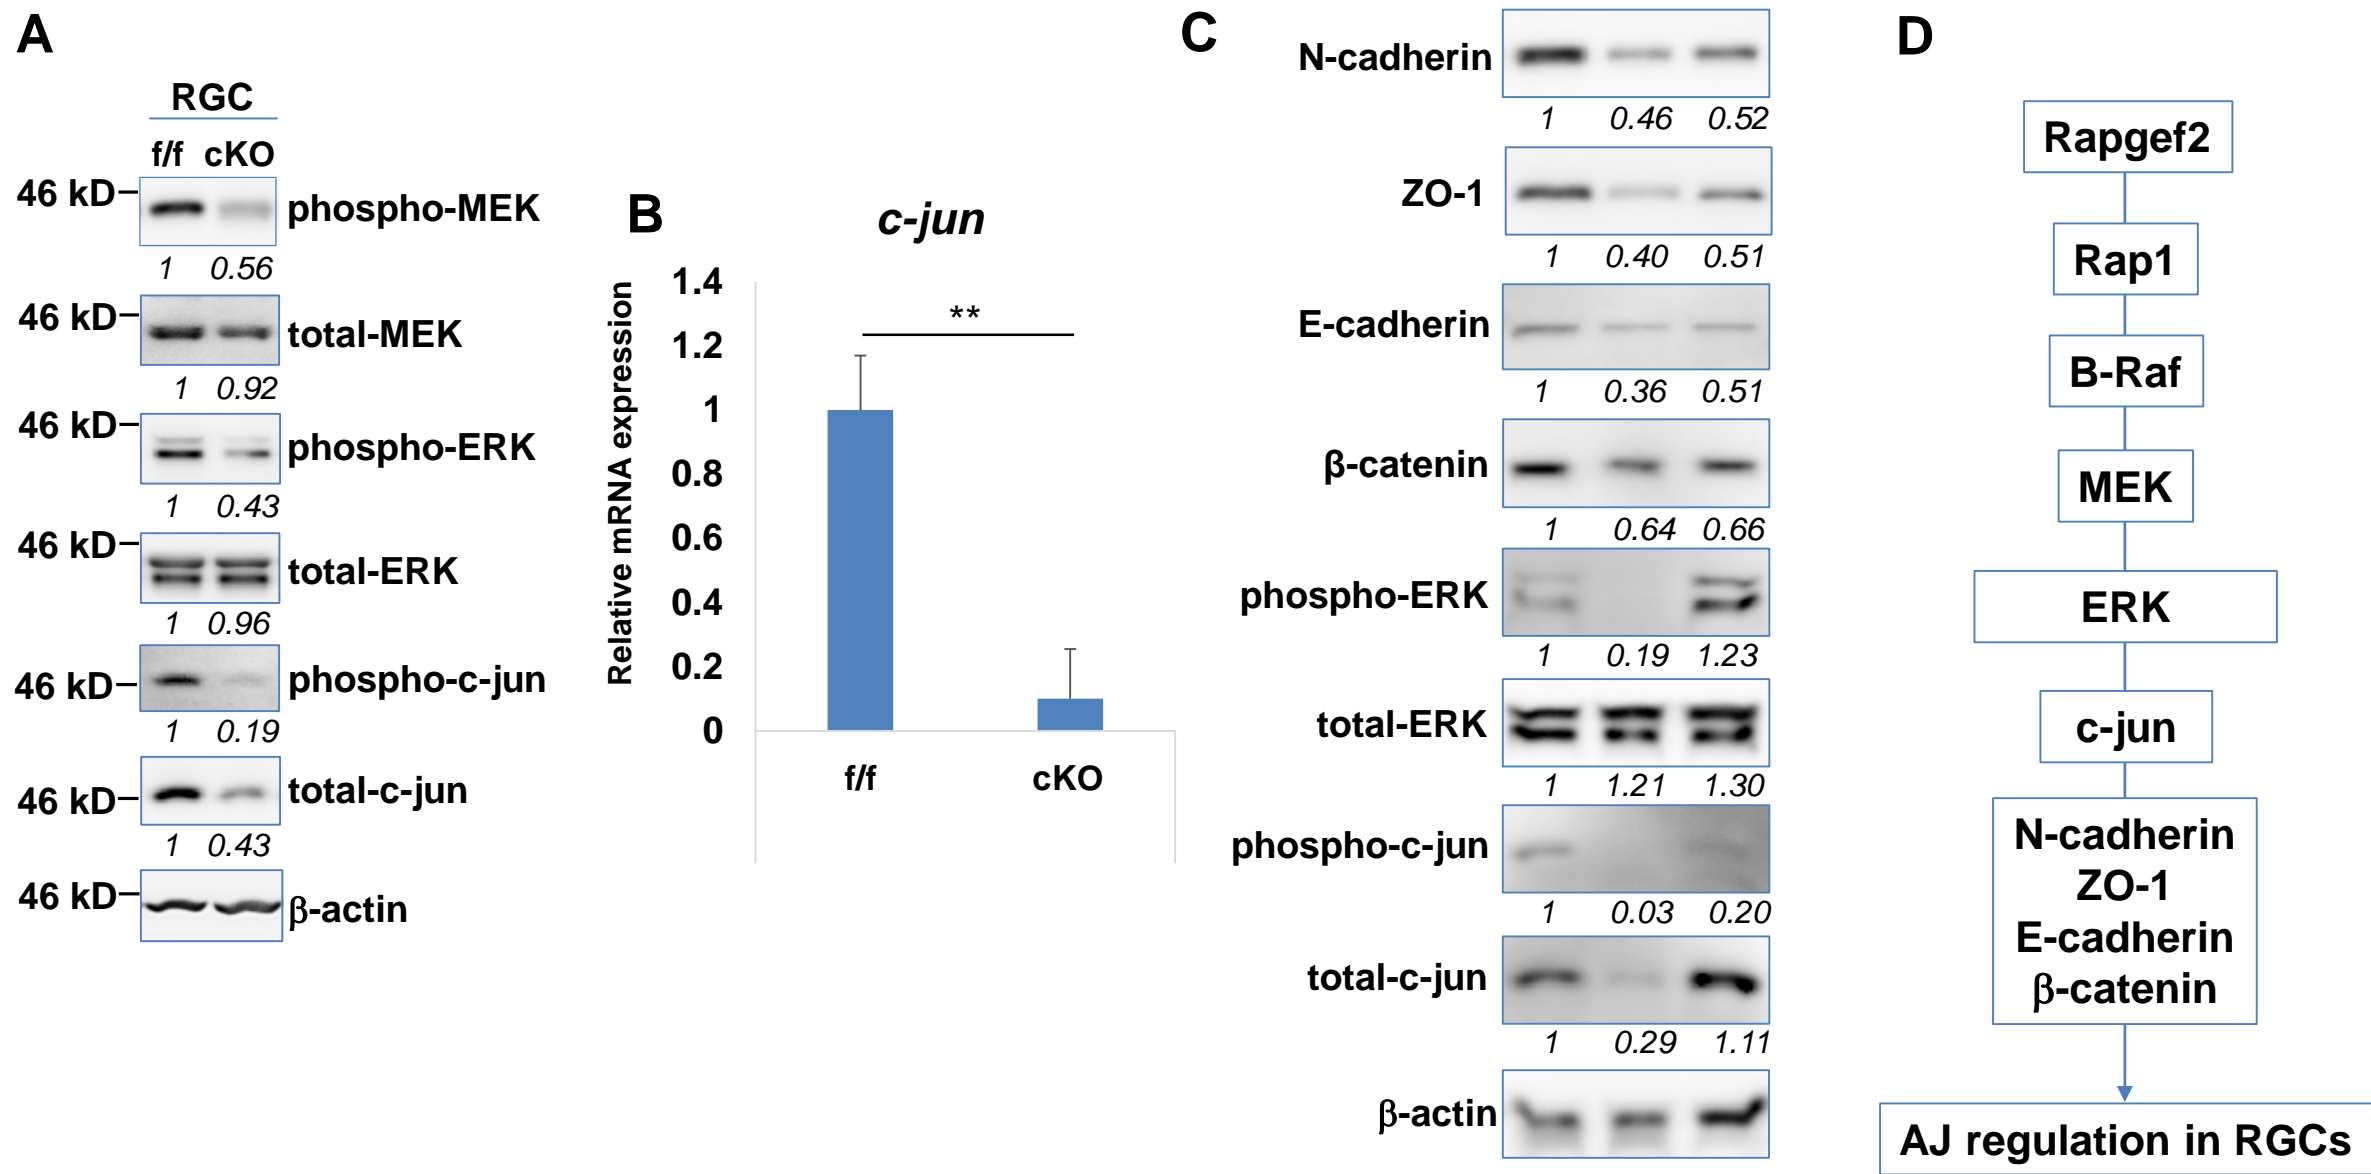 A
RGC
f/f cKO
46 kD phospho-MEK
1 0.56
46 kD total-MEK
1 0.92
46 kD phospho-ERK
1 0.43
46 kD total-ERK
1 0.96
46 kD phospho-c-jun
1 0.19
46 kD total-c-jun
1 0.43
46 kD β-actin
B
c-jun
Relative mRNA expression
1.4
1.2
1
0.8
0.6
0.4
0.2
0
**
f/f cKO
C
N-cadherin
1 0.46 0.52
ZO-1
1 0.40 0.51
E-cadherin
1 0.36 0.51
β-catenin
1 0.64 0.66
phospho-ERK
1 0.19 1.23
total-ERK
1 1.21 1.30
phospho-c-jun
1 0.03 0.20
total-c-jun
1 0.29 1.11
β-actin
D
Rapgef2
Rap1
B-Raf
MEK
ERK
c-jun
N-cadherin
ZO-1
E-cadherin
β-catenin
AJ regulation in RGCs